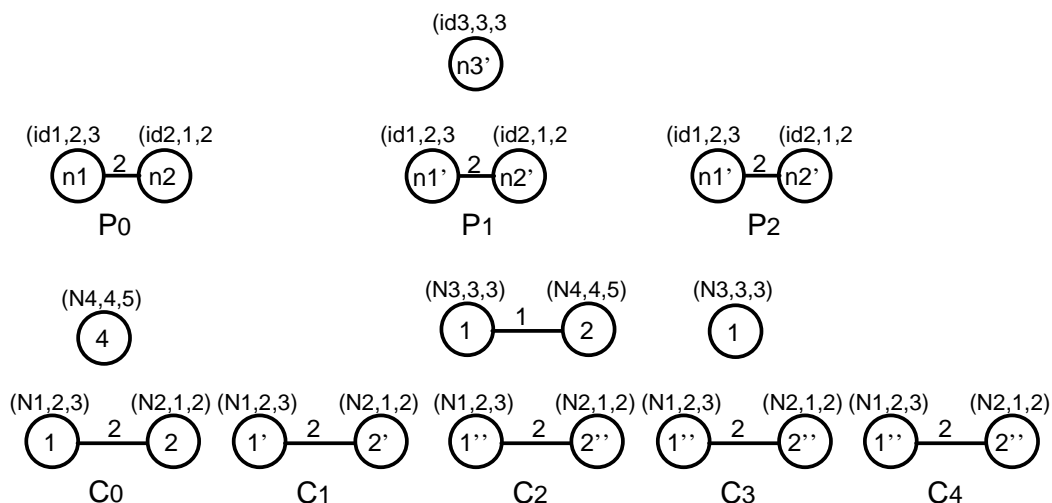 (id3,3,3
n3’
(id1,2,3 (id2,1,2 (id1,2,3 (id2,1,2 (id1,2,3 (id2,1,2
n1 2 n2 n1’ 2 n2’ n1’ 2 n2’
P0 P1 P2
(N4,4,5) (N3,3,3) (N4,4,5) (N3,3,3)
4 1 1 2 1
(N1,2,3) (N2,1,2) (N1,2,3) (N2,1,2) (N1,2,3) (N2,1,2) (N1,2,3) (N2,1,2) (N1,2,3) (N2,1,2)
1 2 2 1’ 2 2’ 1’’ 2 2’’ 1’’ 2 2’’ 1’’ 2 2’’
C0 C1 C2 C3 C4